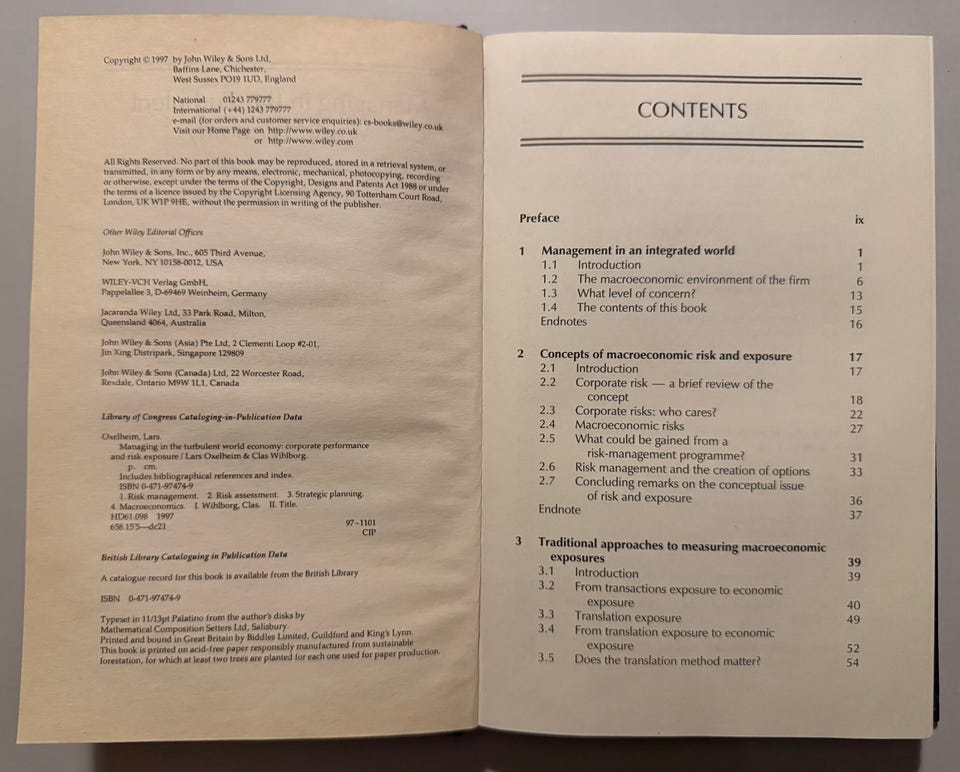 Copyright © 1997 by John Wiley & Sons Ltd,
Baffins Lane, Chichester,
West Sussex PO19 1UD, England
National 01243 779777
International (+44) 1243 779777
e-mail (for orders and customer service enquiries): cs-books@wiley.co.uk
Visit our Home Page on http://www.wiley.co.uk
or http://www.wiley.com
All Rights Reserved. No part of this book may be reproduced, stored in a retrieval system, or
transmitted, in any form or by any means, electronic, mechanical, photocopying, recording
or otherwise, except under the terms of the Copyright, Designs and Patents Act 1988 or under
the terms of a licence issued by the Copyright Licensing Agency, 90 Tottenham Court Road,
London, UK W1P 9HE, without the permission in writing of the publisher.
Other Wiley Editorial Offices
John Wiley & Sons, Inc., 605 Third Avenue,
New York, NY 10158-0012, USA
WILEY-VCH Verlag GmbH,
Pappelallee 3, D-69469 Weinheim, Germany
Jacaranda Wiley Ltd, 33 Park Road, Milton,
Queensland 4064, Australia
John Wiley & Sons (Asia) Pte Ltd, 2 Clementi Loop #2-01,
Jin Xing Distripark, Singapore 129809
John Wiley & Sons (Canada) Ltd, 22 Worcester Road,
Rexdale, Ontario M9W 1L1, Canada
Library of Congress Cataloging-in-Publication Data
Oxelheim, Lars.
Managing in the turbulent world economy: corporate performance
and risk exposure / Lars Oxelheim & Clas Wihlborg.
p. cm.
Includes bibliographical references and index.
ISBN 0-471-97474-9
1. Risk management. 2. Risk assessment. 3. Strategic planning.
4. Macroeconomics. I. Wihlborg, Clas. II. Title.
HD61.098 1997
658.15'5—dc21 97-1101
CIP
British Library Cataloguing in Publication Data
A catalogue record for this book is available from the British Library
ISBN 0-471-97474-9
Typeset in 11/13pt Palatino from the author's disks by
Mathematical Composition Setters Ltd, Salisbury.
Printed and bound in Great Britain by Biddles Limited, Guildford and King's Lynn.
This book is printed on acid-free paper responsibly manufactured from sustainable
forestation, for which at least two trees are planted for each one used for paper production.
CONTENTS
Preface ix
1 Management in an integrated world 1
1.1 Introduction 1
1.2 The macroeconomic environment of the firm 6
1.3 What level of concern? 13
1.4 The contents of this book 15
Endnotes 16
2 Concepts of macroeconomic risk and exposure 17
2.1 Introduction 17
2.2 Corporate risk — a brief review of the
concept 18
2.3 Corporate risks: who cares? 22
2.4 Macroeconomic risks 27
2.5 What could be gained from a
risk-management programme? 31
2.6 Risk management and the creation of options 33
2.7 Concluding remarks on the conceptual issue
of risk and exposure 36
Endnote 37
3 Traditional approaches to measuring macroeconomic
exposures 39
3.1 Introduction 39
3.2 From transactions exposure to economic
exposure 40
3.3 Translation exposure 49
3.4 From translation exposure to economic
exposure 52
3.5 Does the translation method matter? 54